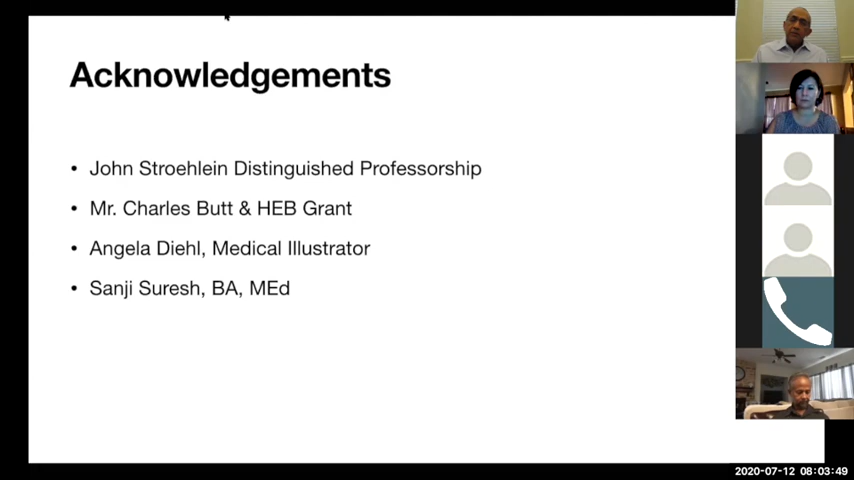 Acknowledgements
• John Stroehlein Distinguished Professorship
• Mr. Charles Butt & HEB Grant
• Angela Diehl, Medical Illustrator
• Sanji Suresh, BA, MEd
2020-07-12 08:03:49